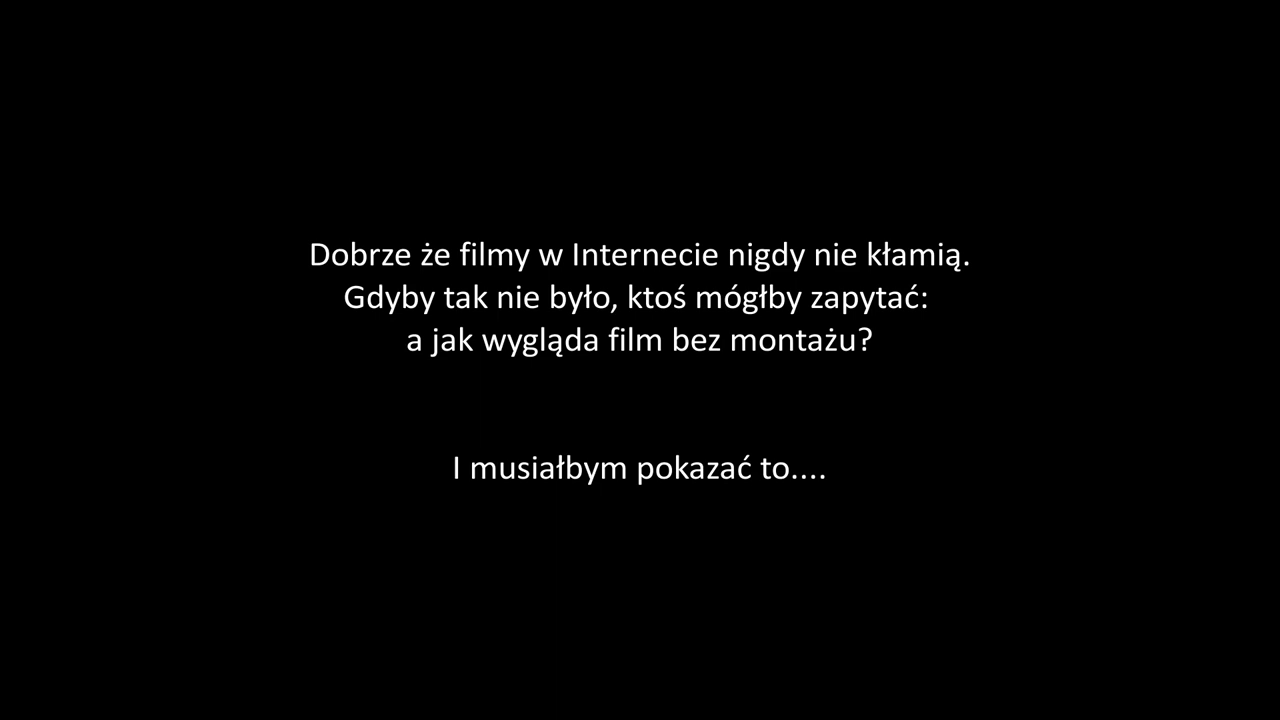 Dobrze że filmy w Internecie nigdy nie kłamią.
Gdyby tak nie było, ktoś mógłby zapytać:
a jak wygląda film bez montażu?
I musiałbym pokazać to....